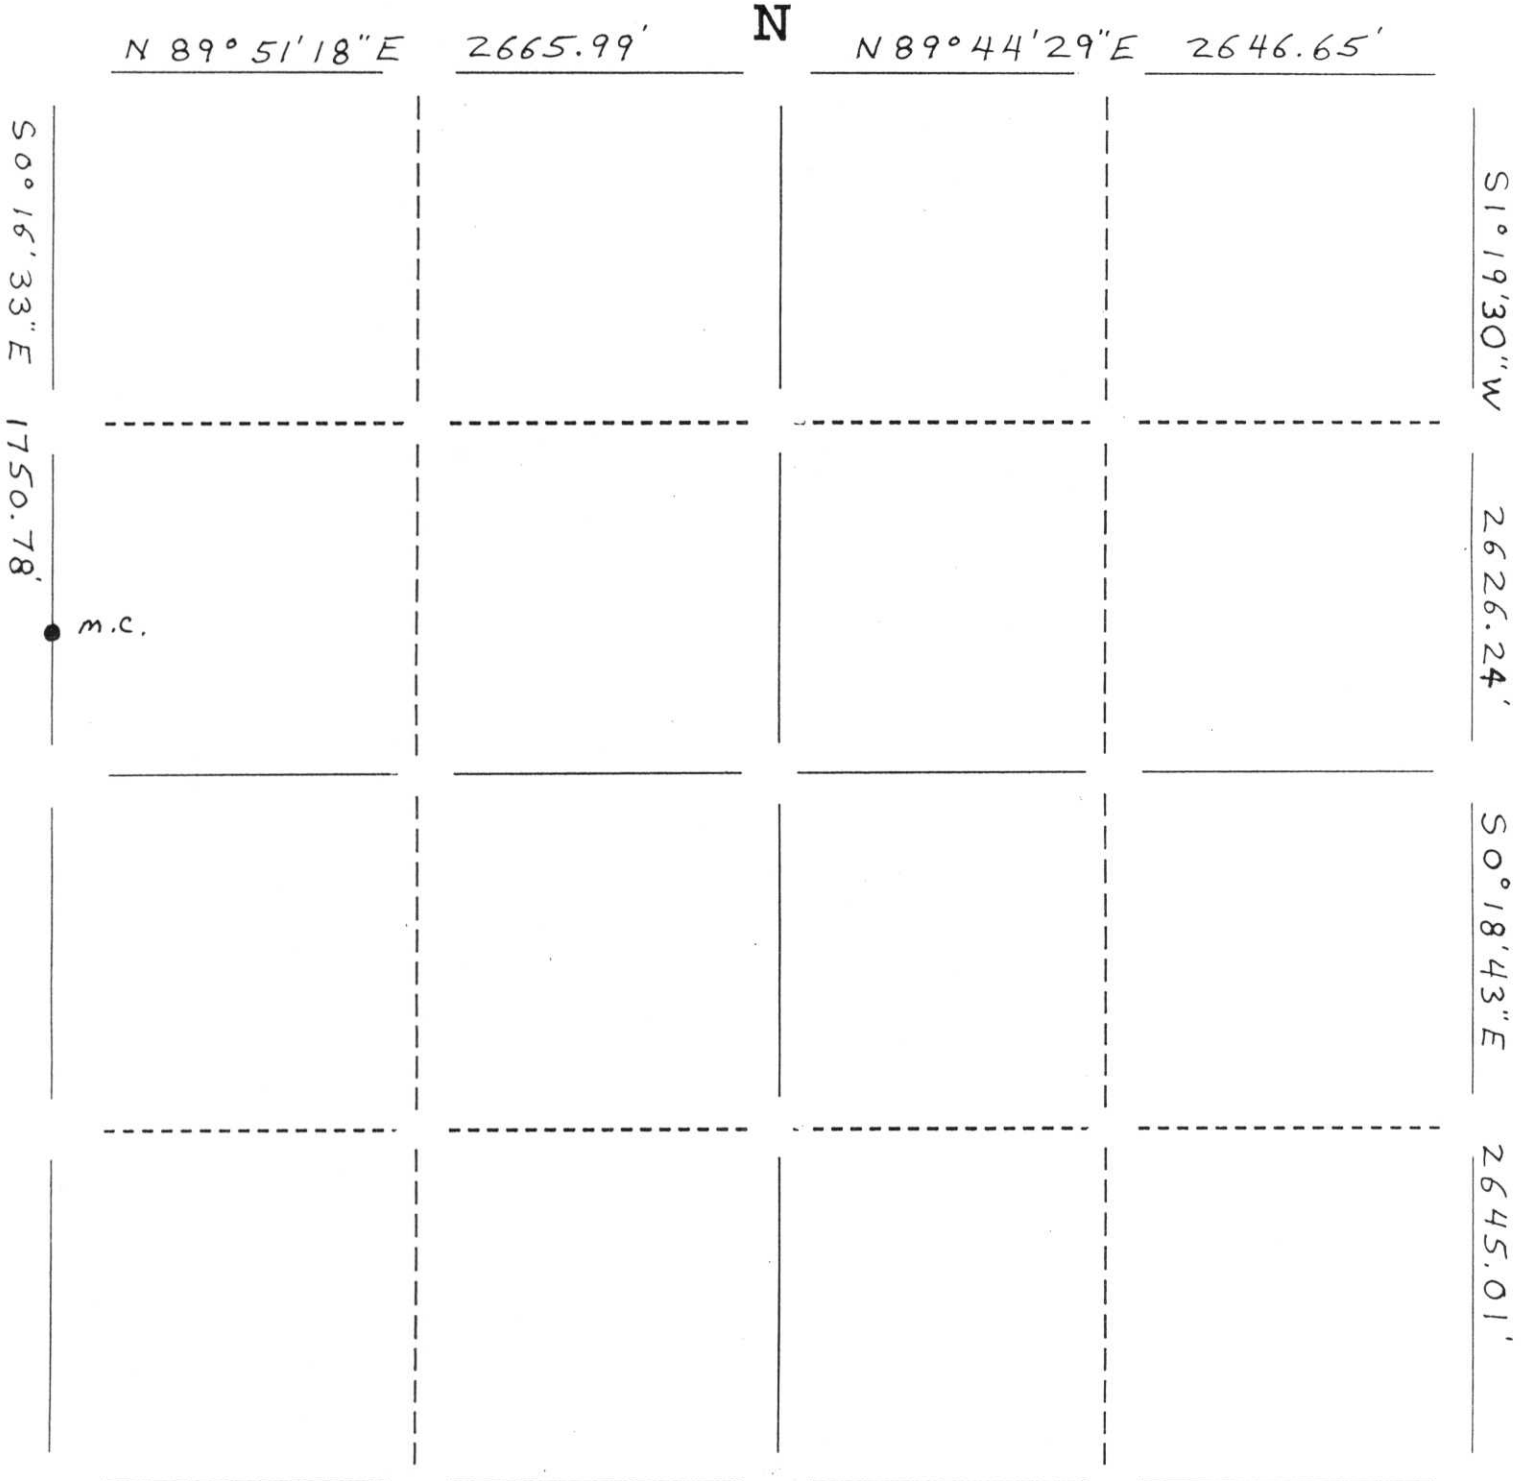 N
N 89° 51' 18" E 2665.99' N 89° 44' 29" E 2646.65'
S 0° 16' 33" E 1750.78'
m.c.
S 1° 19' 30" W 2626.24'
S 0° 18' 43" E 2645.01'